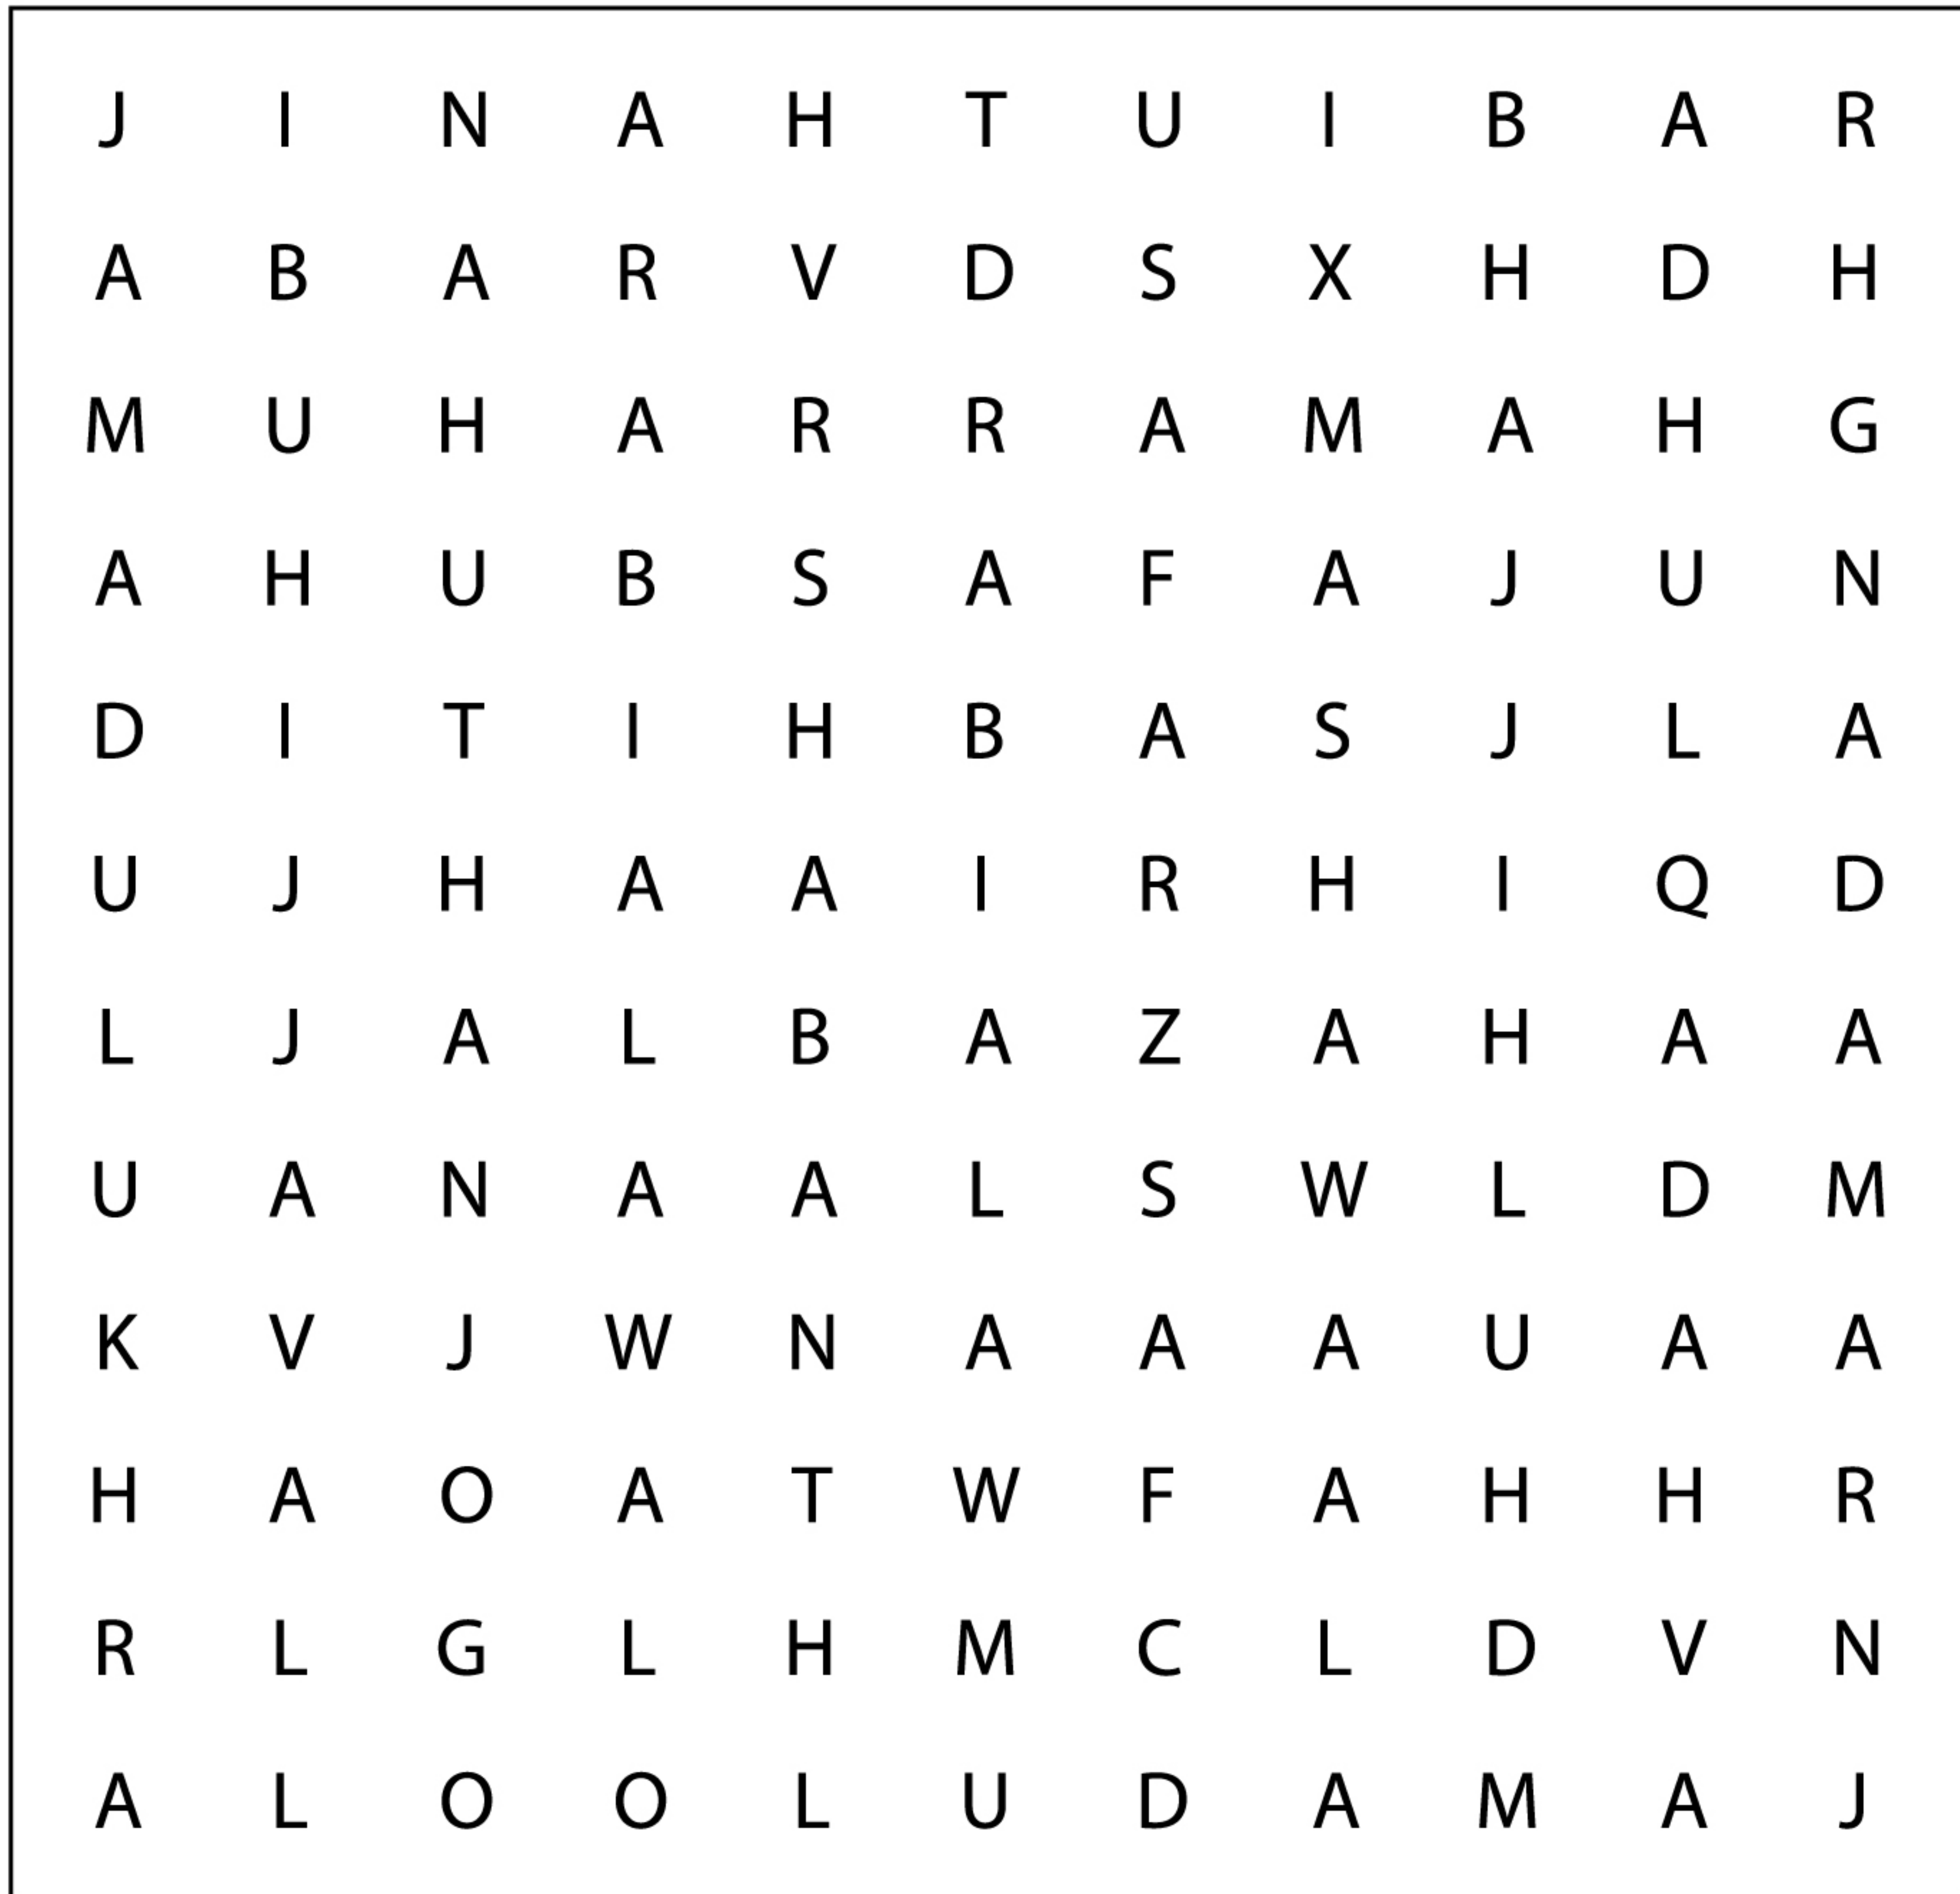 J I N A H T U I B A R
A B A R V D S X H D H
M U H A R R A M A H G
A H U B S A F A J U N
D I T I H B A S J L A
U J H A A I R H I Q D
L J A L B A Z A H A A
U A N A A L S W L D M
K V J W N A A A U A A
H A O A T W F A H H R
R L G L H M C L D V N
A L O O L U D A M A J